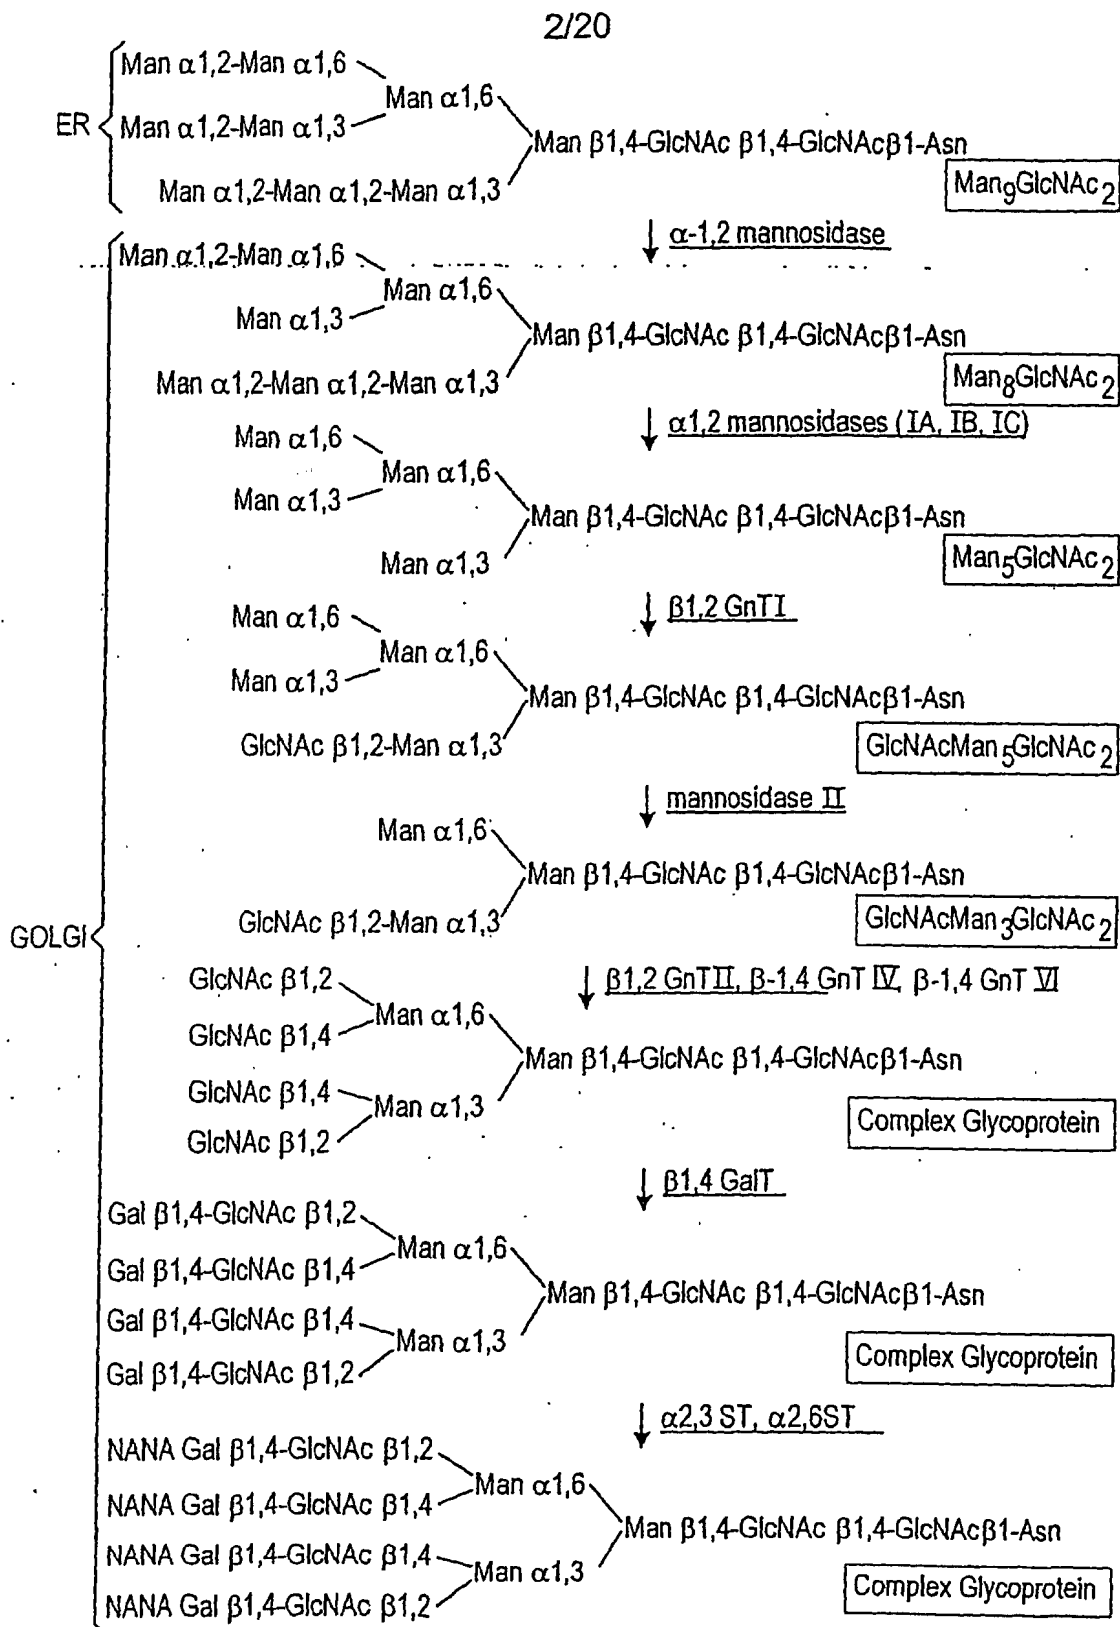 2/20
ER
Man α1,2-Man α1,6
Man α1,6
Man α1,2-Man α1,3
Man β1,4-GlcNAc β1,4-GlcNAcβ1-Asn
Man α1,2-Man α1,2-Man α1,3
Man9GlcNAc2
α-1,2 mannosidase
GOLGI
Man α1,2-Man α1,6
Man α1,6
Man α1,3
Man β1,4-GlcNAc β1,4-GlcNAcβ1-Asn
Man α1,2-Man α1,2-Man α1,3
Man8GlcNAc2
α1,2 mannosidases (IA, IB, IC)
Man α1,6
Man α1,6
Man α1,3
Man β1,4-GlcNAc β1,4-GlcNAcβ1-Asn
Man α1,3
Man5GlcNAc2
β1,2 GnTI
Man α1,6
Man α1,6
Man α1,3
Man β1,4-GlcNAc β1,4-GlcNAcβ1-Asn
GlcNAc β1,2-Man α1,3
GlcNAcMan5GlcNAc2
mannosidase II
Man α1,6
Man β1,4-GlcNAc β1,4-GlcNAcβ1-Asn
GlcNAc β1,2-Man α1,3
GlcNAcMan3GlcNAc2
β1,2 GnTII, β-1,4 GnT IV, β-1,4 GnT VI
GlcNAc β1,2
Man α1,6
GlcNAc β1,4
Man β1,4-GlcNAc β1,4-GlcNAcβ1-Asn
GlcNAc β1,4
Man α1,3
GlcNAc β1,2
Complex Glycoprotein
β1,4 GalT
Gal β1,4-GlcNAc β1,2
Man α1,6
Gal β1,4-GlcNAc β1,4
Man β1,4-GlcNAc β1,4-GlcNAcβ1-Asn
Gal β1,4-GlcNAc β1,4
Man α1,3
Gal β1,4-GlcNAc β1,2
Complex Glycoprotein
α2,3 ST, α2,6ST
NANA Gal β1,4-GlcNAc β1,2
Man α1,6
NANA Gal β1,4-GlcNAc β1,4
Man β1,4-GlcNAc β1,4-GlcNAcβ1-Asn
NANA Gal β1,4-GlcNAc β1,4
Man α1,3
NANA Gal β1,4-GlcNAc β1,2
Complex Glycoprotein